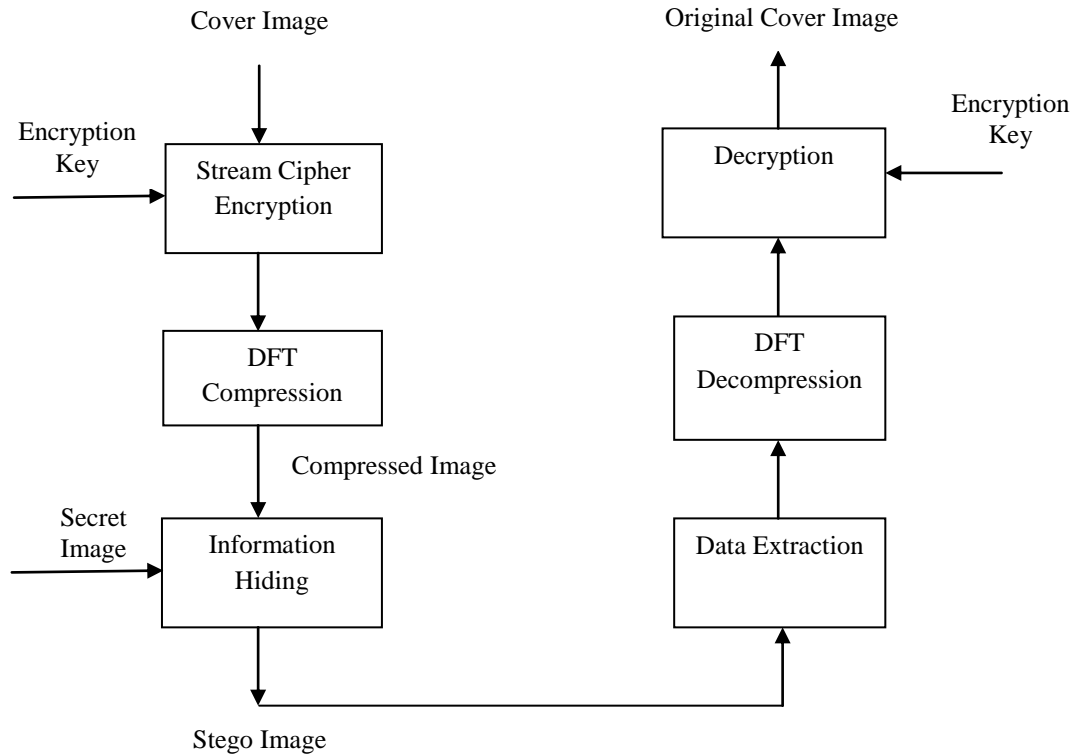 Cover Image
Encryption
Key
Stream Cipher
Encryption
DFT
Compression
Compressed Image
Secret
Image
Information
Hiding
Stego Image
Original Cover Image
Encryption
Key
Decryption
DFT
Decompression
Data Extraction